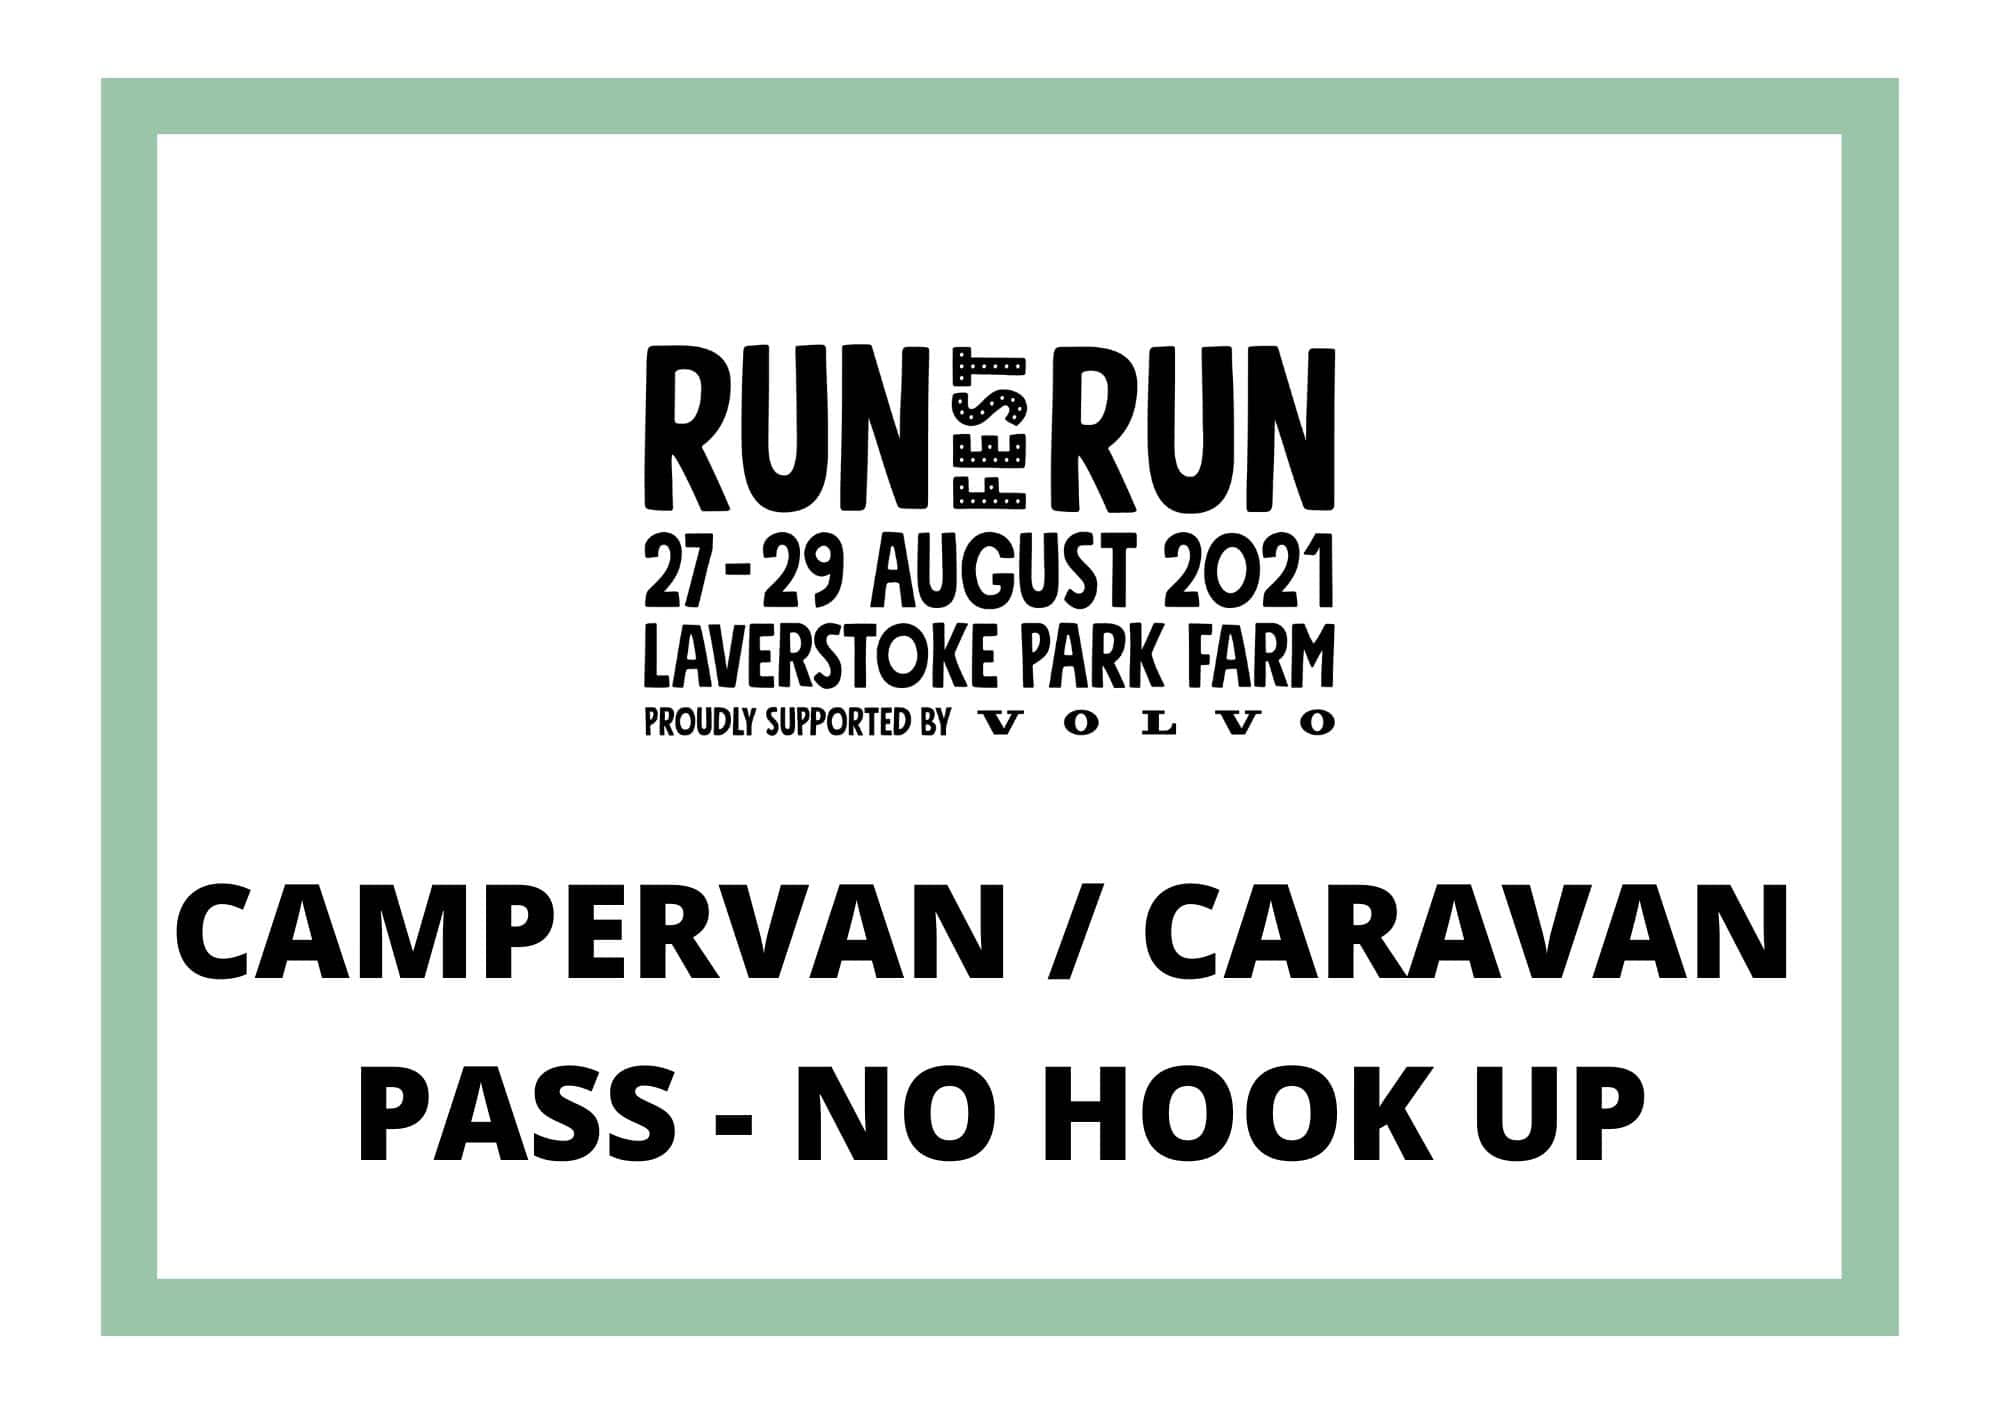 RUN FEST RUN
27-29 AUGUST 2021
LAVERSTOKE PARK FARM
PROUDLY SUPPORTED BY VOLVO
CAMPERVAN / CARAVAN
PASS - NO HOOK UP